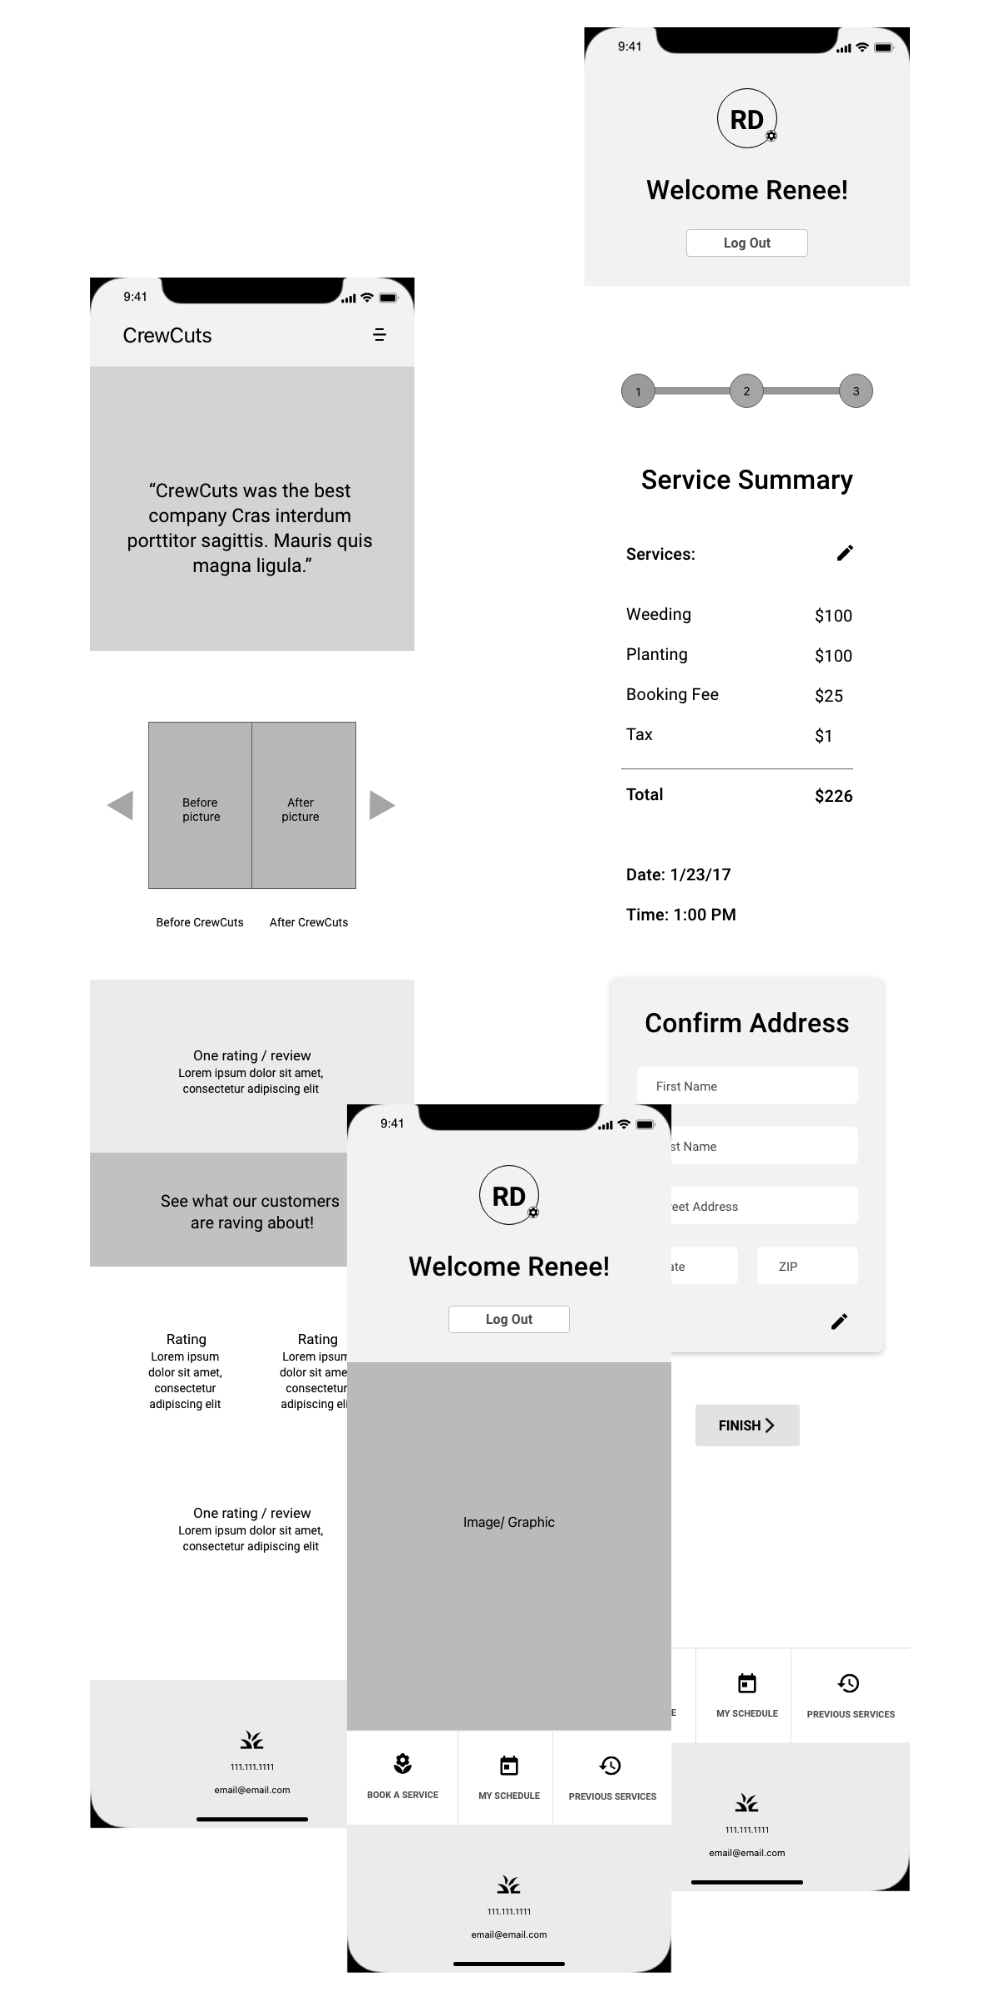 9:41
CrewCuts
“CrewCuts was the best
company Cras interdum
porttitor sagittis. Mauris quis
magna ligula.”
Before
picture
After
picture
Before CrewCuts
After CrewCuts
One rating / review
Lorem ipsum dolor sit amet,
consectetur adipiscing elit
See what our customers
are raving about!
Rating
Lorem ipsum
dolor sit amet,
consectetur
adipiscing elit
Rating
Lorem ipsum
dolor sit ame
consectetur
adipiscing eli
One rating / review
Lorem ipsum dolor sit amet,
consectetur adipiscing elit
111.111.1111
email@email.com
9:41
RD
Welcome Renee!
Log Out
Image/ Graphic
BOOK A SERVICE
MY SCHEDULE
PREVIOUS SERVICES
111.111.1111
email@email.com
9:41
RD
Welcome Renee!
Log Out
1
2
3
Service Summary
Services:
Weeding $100
Planting $100
Booking Fee $25
Tax $1
Total $226
Date: 1/23/17
Time: 1:00 PM
Confirm Address
First Name
st Name
eet Address
ate
ZIP
FINISH
E
MY SCHEDULE
PREVIOUS SERVICES
111.111.1111
email@email.com